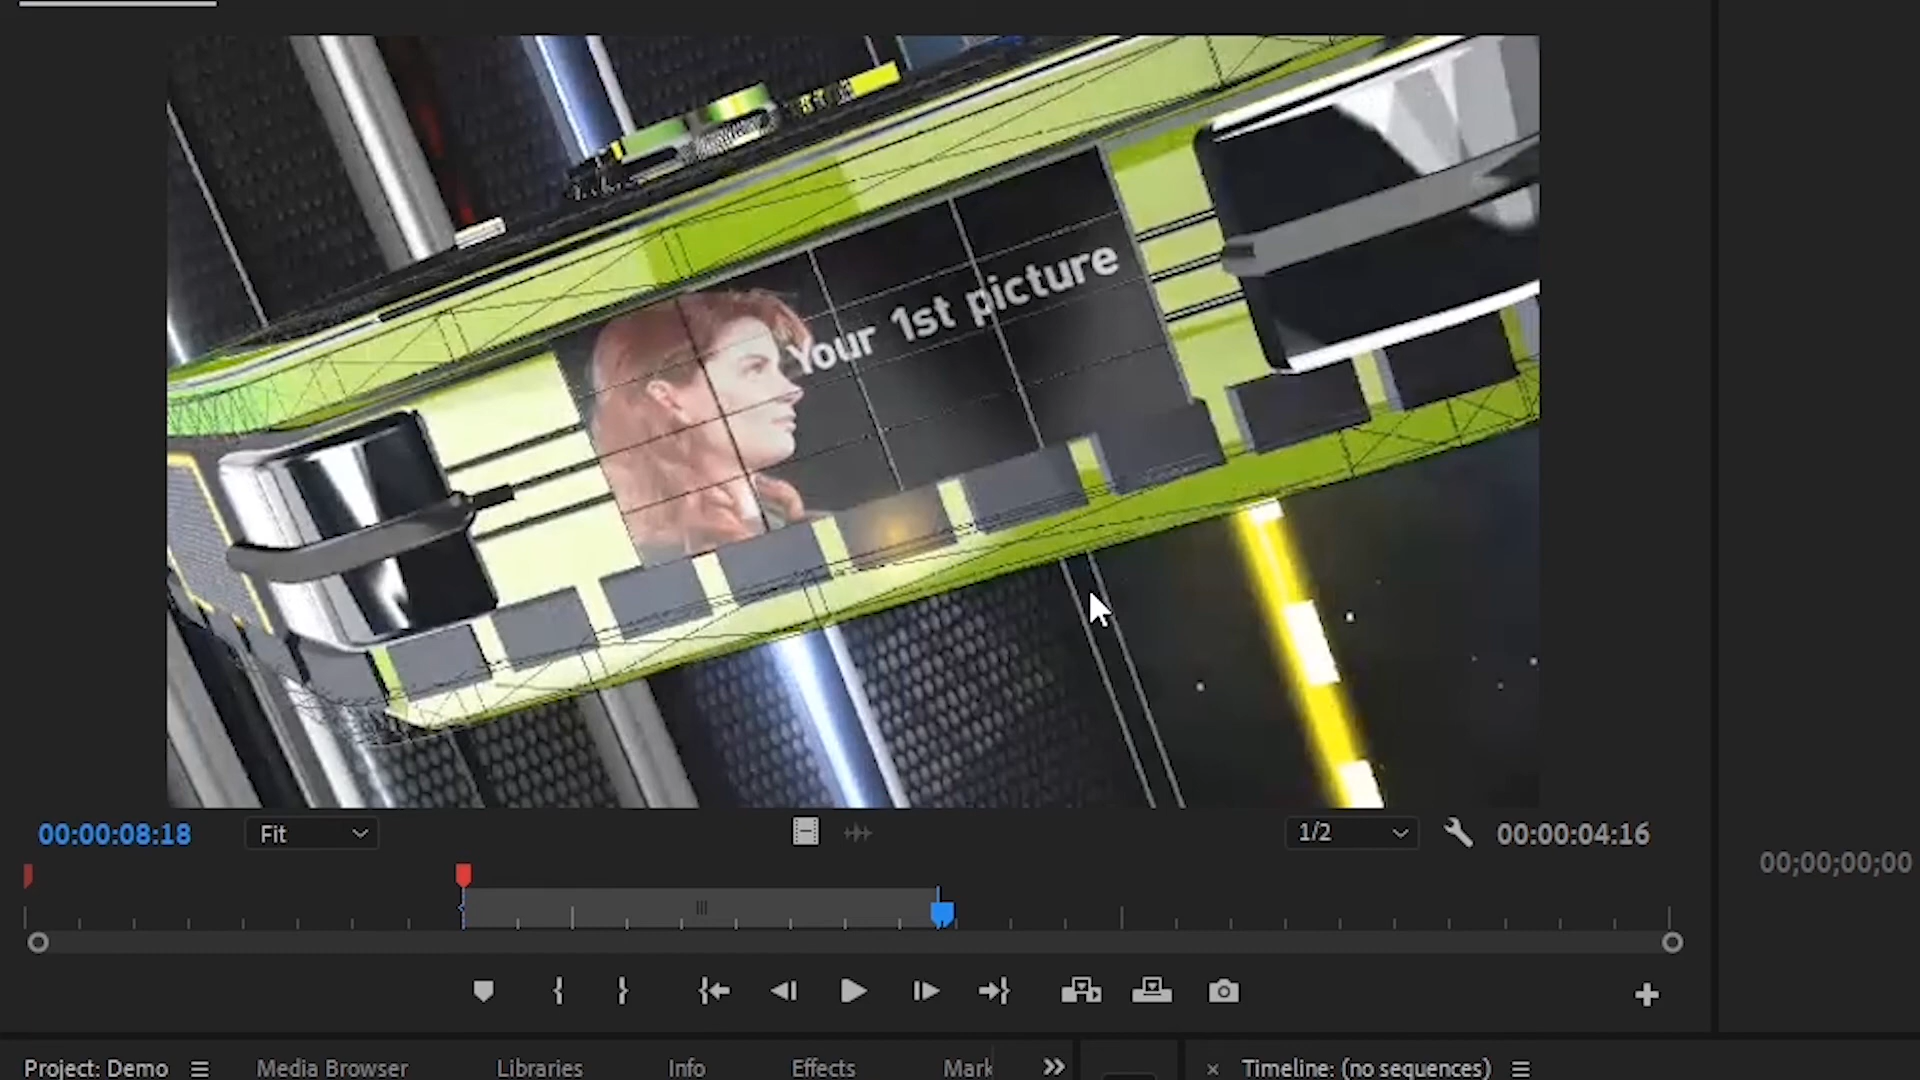 Your 1st picture
00:00:08:18
Fit
1/2
00:00:04:16
00;00;00;00
Project: Demo
Media Browser
Libraries
Info
Effects
Mark
Timeline: (no sequences)